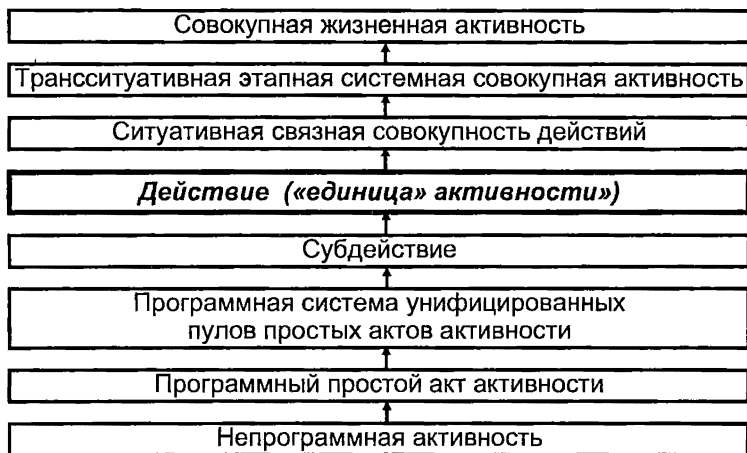 Совокупная жизненная активность
Трансситуативная этапная системная совокупная активность
Ситуативная связная совокупность действий
Действие («единица» активности»)
Субдействие
Программная система унифицированных
пулов простых актов активности
Программный простой акт активности
Непрограммная активность